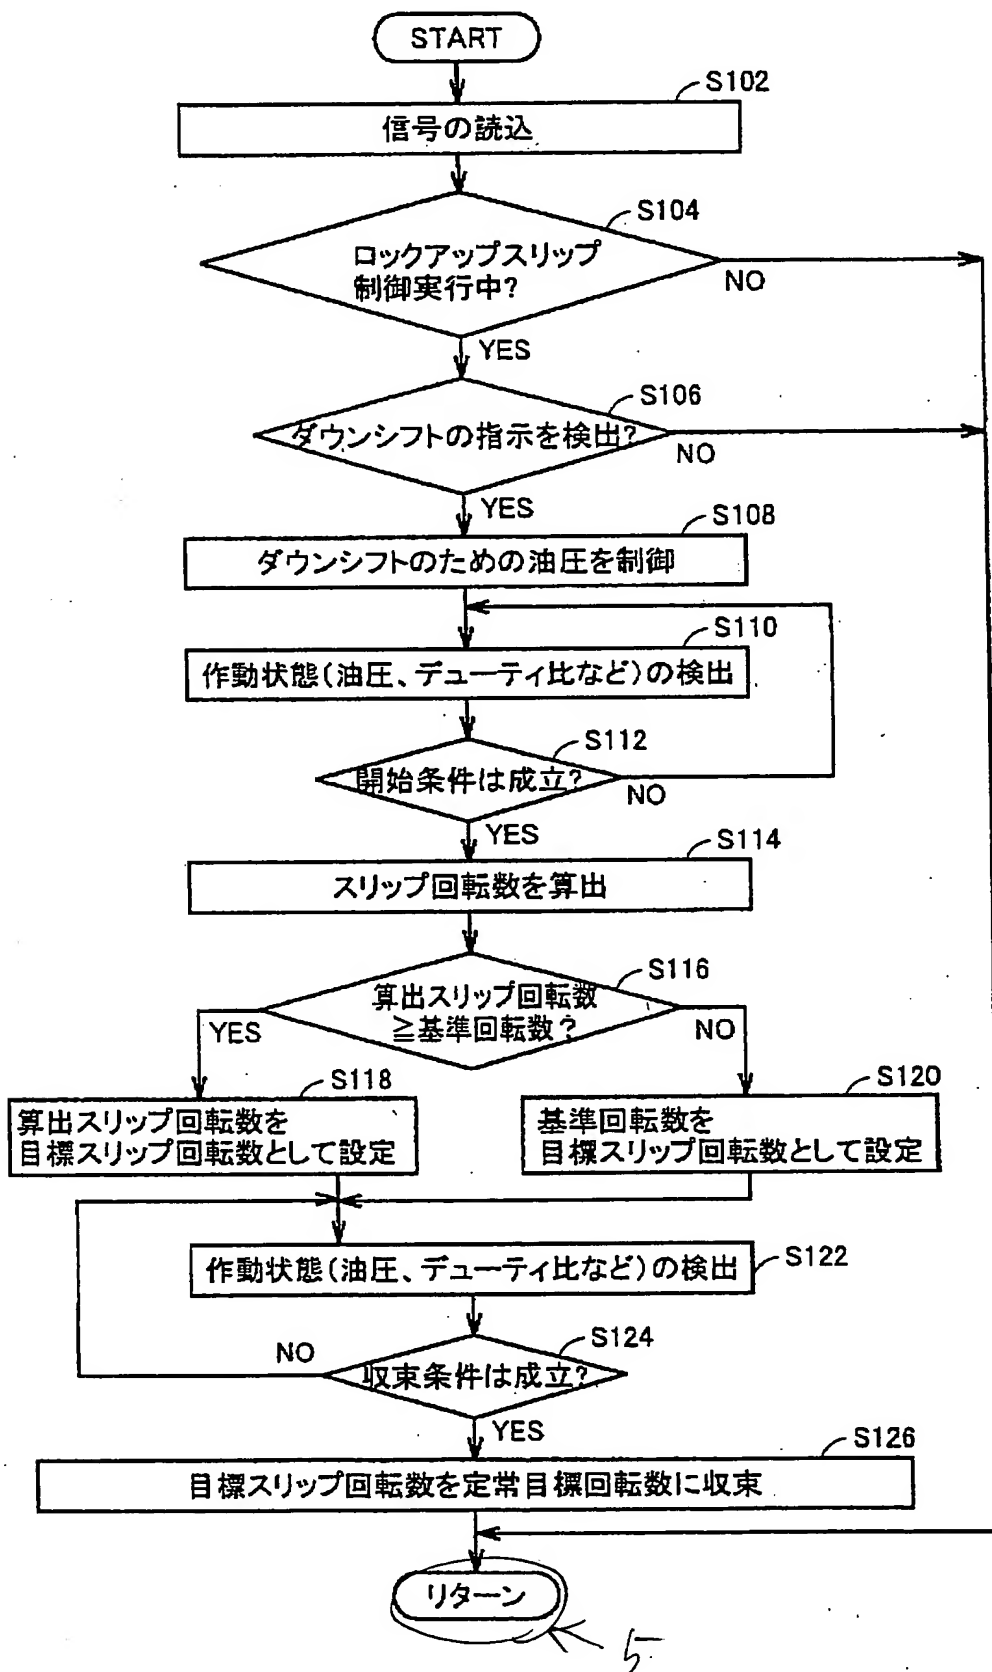 START
S102
信号の読込
S104
ロックアップスリップ
制御実行中?
NO
YES
S106
ダウンシフトの指示を検出?
NO
YES
S108
ダウンシフトのための油圧を制御
S110
作動状態(油圧、デューティ比など)の検出
S112
開始条件は成立?
NO
YES
S114
スリップ回転数を算出
S116
算出スリップ回転数
≧基準回転数?
YES
NO
S118
算出スリップ回転数を
目標スリップ回転数として設定
S120
基準回転数を
目標スリップ回転数として設定
S122
作動状態(油圧、デューティ比など)の検出
S124
NO
収束条件は成立?
YES
S126
目標スリップ回転数を定常目標回転数に収束
リターン
5